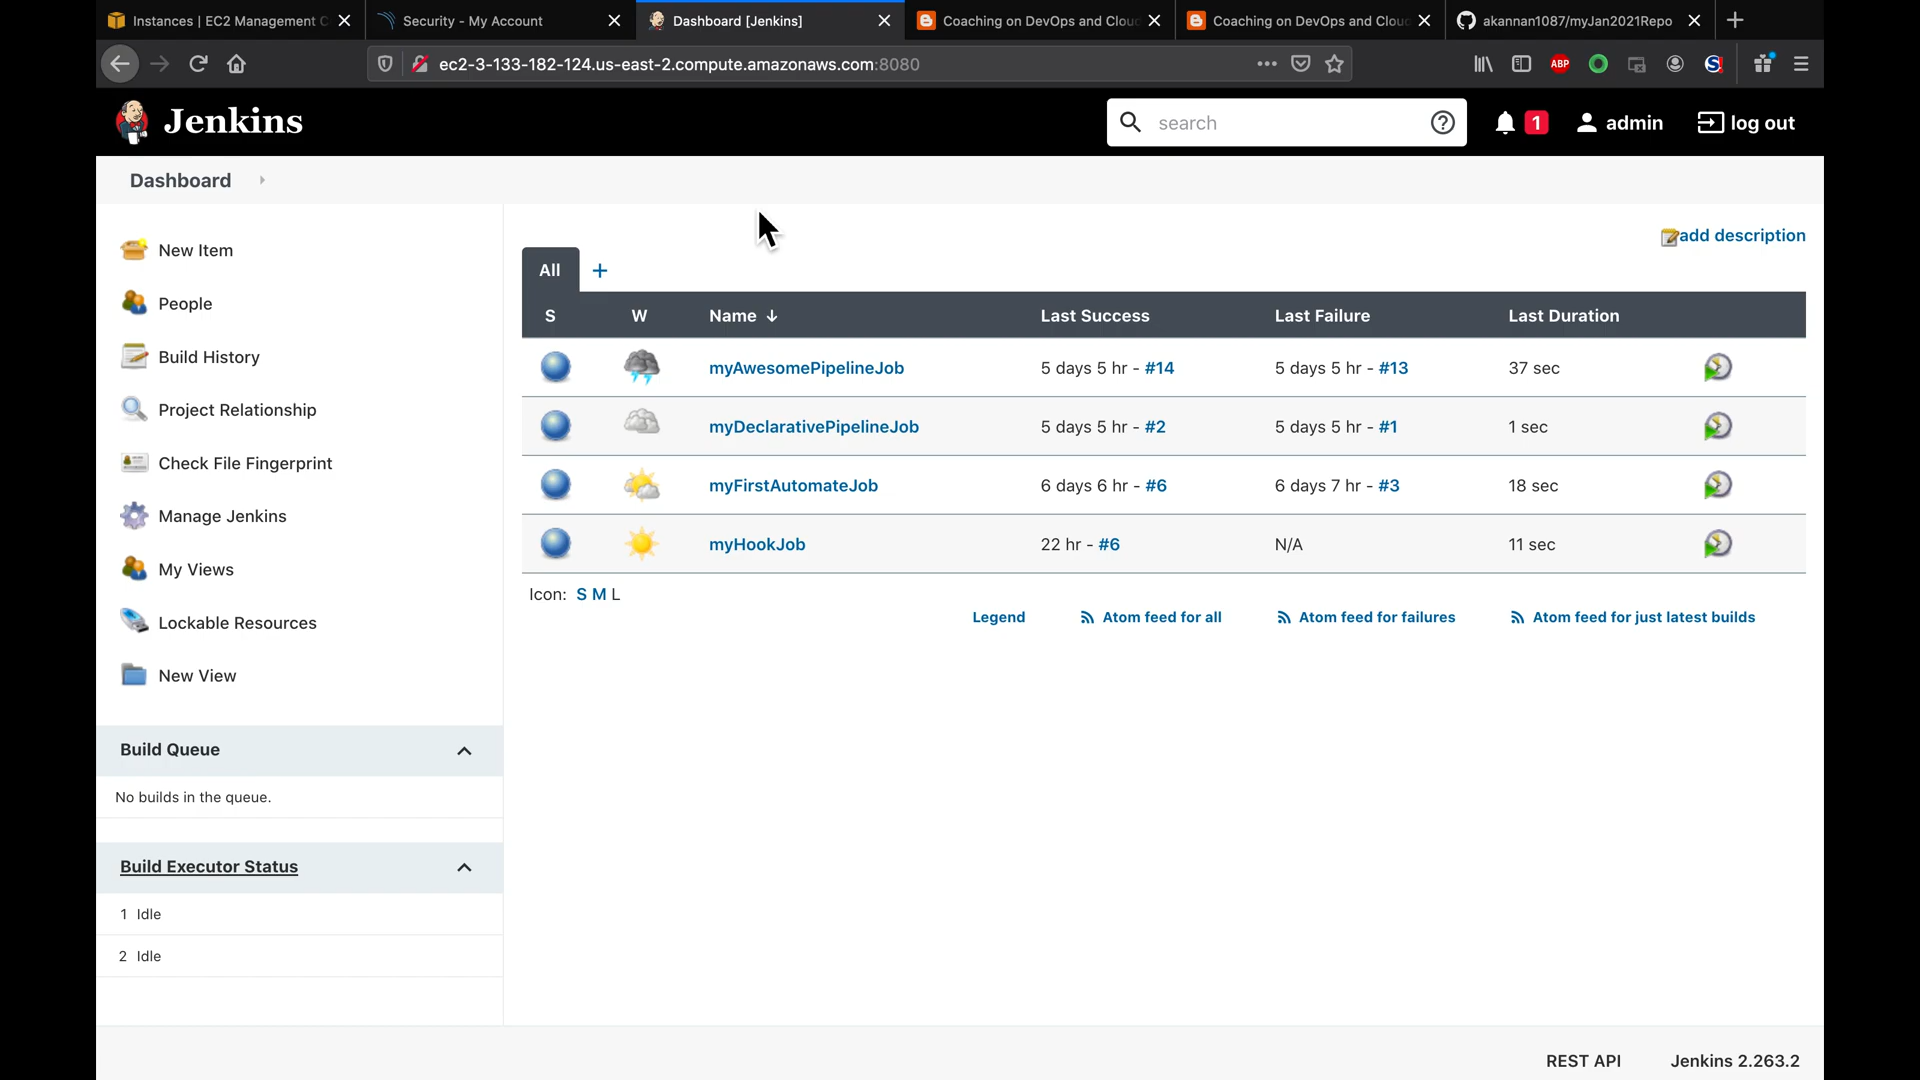 Instances | EC2 Management C
Security - My Account
Dashboard [Jenkins]
Coaching on DevOps and Cloud
Coaching on DevOps and Cloud
akannan1087/myJan2021Repo
ec2-3-133-182-124.us-east-2.compute.amazonaws.com:8080
ABP
S
Jenkins
search
1
admin
log out
Dashboard
New Item
People
Build History
Project Relationship
Check File Fingerprint
Manage Jenkins
My Views
Lockable Resources
New View
Build Queue
No builds in the queue.
Build Executor Status
1 Idle
2 Idle
add description
All +
S W Name ↓ Last Success Last Failure Last Duration
myAwesomePipelineJob 5 days 5 hr - #14 5 days 5 hr - #13 37 sec
myDeclarativePipelineJob 5 days 5 hr - #2 5 days 5 hr - #1 1 sec
myFirstAutomateJob 6 days 6 hr - #6 6 days 7 hr - #3 18 sec
myHookJob 22 hr - #6 N/A 11 sec
Icon: S M L
Legend Atom feed for all Atom feed for failures Atom feed for just latest builds
REST API Jenkins 2.263.2